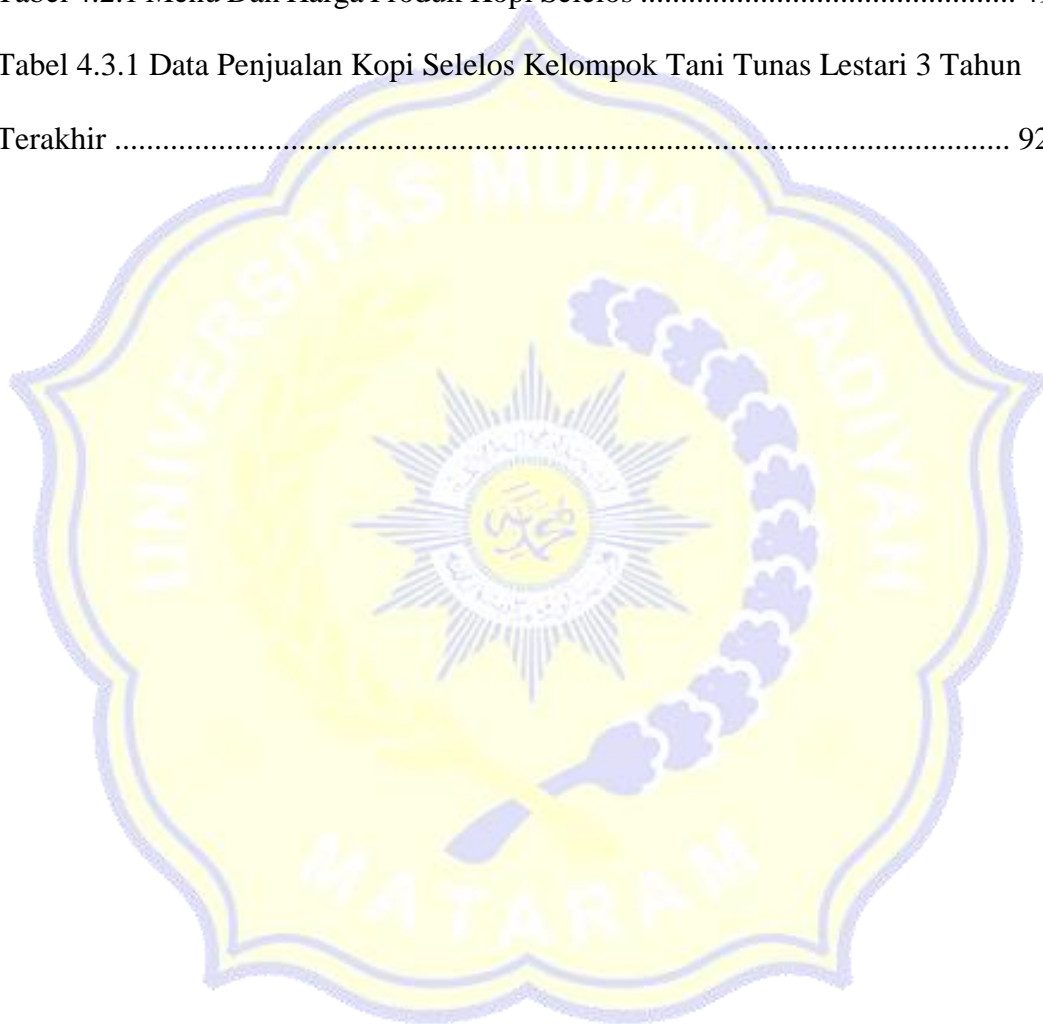 Tabel 4.2.1 Menu Dan Harga Produk Kopi Selelos ..............................................
Tabel 4.3.1 Data Penjualan Kopi Selelos Kelompok Tani Tunas Lestari 3 Tahun
Terakhir ................................................................................................................ 92
UNIVERSITAS MUHAMMADIYAH
MATARAM